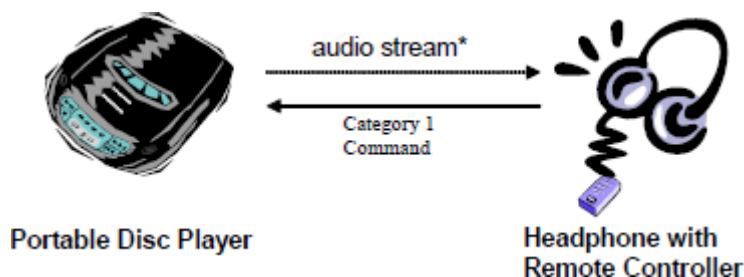 audio stream*
Category 1
Command
Portable Disc Player
Headphone with
Remote Controller